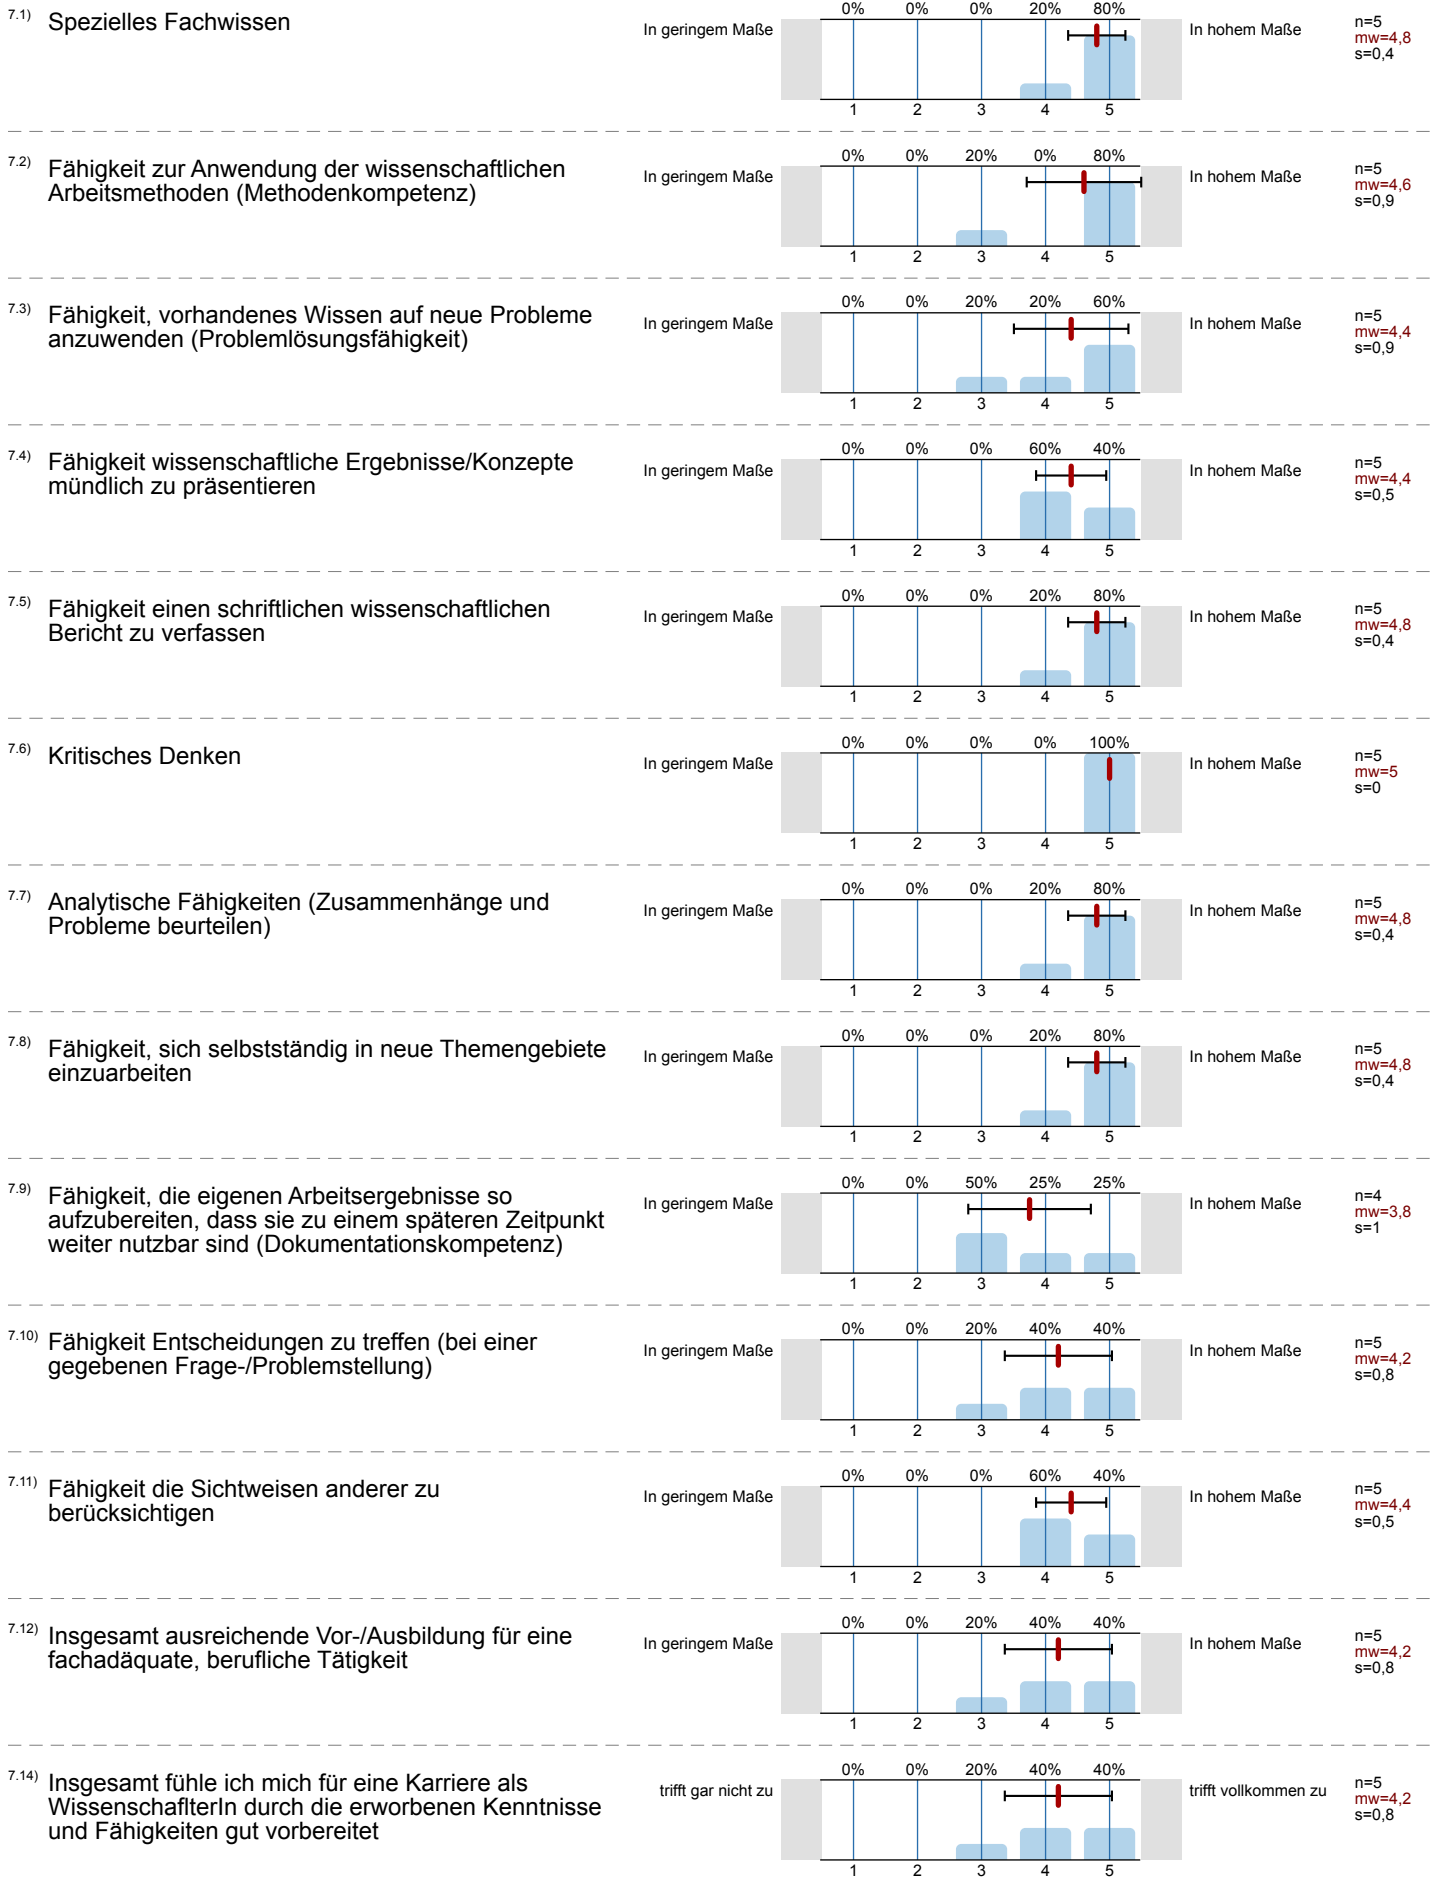 7.1) Spezielles Fachwissen
0% 0% 0% 20% 80%
In geringem Maße In hohem Maße
n=5
mw=4,8
s=0,4
1 2 3 4 5
7.2) Fähigkeit zur Anwendung der wissenschaftlichen
Arbeitsmethoden (Methodenkompetenz)
0% 0% 20% 0% 80%
In geringem Maße In hohem Maße
n=5
mw=4,6
s=0,9
1 2 3 4 5
7.3) Fähigkeit, vorhandenes Wissen auf neue Probleme
anzuwenden (Problemlösungsfähigkeit)
0% 0% 20% 20% 60%
In geringem Maße In hohem Maße
n=5
mw=4,4
s=0,9
1 2 3 4 5
7.4) Fähigkeit wissenschaftliche Ergebnisse/Konzepte
mündlich zu präsentieren
0% 0% 0% 60% 40%
In geringem Maße In hohem Maße
n=5
mw=4,4
s=0,5
1 2 3 4 5
7.5) Fähigkeit einen schriftlichen wissenschaftlichen
Bericht zu verfassen
0% 0% 0% 20% 80%
In geringem Maße In hohem Maße
n=5
mw=4,8
s=0,4
1 2 3 4 5
7.6) Kritisches Denken
0% 0% 0% 0% 100%
In geringem Maße In hohem Maße
n=5
mw=5
s=0
1 2 3 4 5
7.7) Analytische Fähigkeiten (Zusammenhänge und
Probleme beurteilen)
0% 0% 0% 20% 80%
In geringem Maße In hohem Maße
n=5
mw=4,8
s=0,4
1 2 3 4 5
7.8) Fähigkeit, sich selbstständig in neue Themengebiete
einzuarbeiten
0% 0% 0% 20% 80%
In geringem Maße In hohem Maße
n=5
mw=4,8
s=0,4
1 2 3 4 5
7.9) Fähigkeit, die eigenen Arbeitsergebnisse so
aufzubereiten, dass sie zu einem späteren Zeitpunkt
weiter nutzbar sind (Dokumentationskompetenz)
0% 0% 50% 25% 25%
In geringem Maße In hohem Maße
n=4
mw=3,8
s=1
1 2 3 4 5
7.10) Fähigkeit Entscheidungen zu treffen (bei einer
gegebenen Frage-/Problemstellung)
0% 0% 20% 40% 40%
In geringem Maße In hohem Maße
n=5
mw=4,2
s=0,8
1 2 3 4 5
7.11) Fähigkeit die Sichtweisen anderer zu
berücksichtigen
0% 0% 0% 60% 40%
In geringem Maße In hohem Maße
n=5
mw=4,4
s=0,5
1 2 3 4 5
7.12) Insgesamt ausreichende Vor-/Ausbildung für eine
fachadäquate, berufliche Tätigkeit
0% 0% 20% 40% 40%
In geringem Maße In hohem Maße
n=5
mw=4,2
s=0,8
1 2 3 4 5
7.14) Insgesamt fühle ich mich für eine Karriere als
WissenschaflterIn durch die erworbenen Kenntnisse
und Fähigkeiten gut vorbereitet
0% 0% 20% 40% 40%
trifft gar nicht zu trifft vollkommen zu
n=5
mw=4,2
s=0,8
1 2 3 4 5